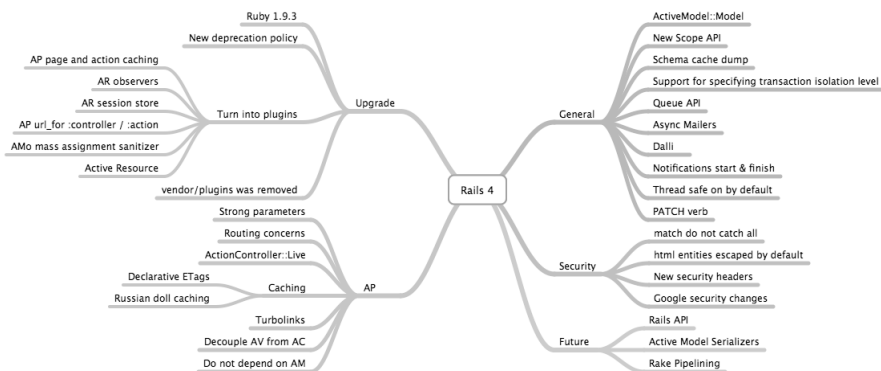 Rails 4
Upgrade
Ruby 1.9.3
New deprecation policy
Turn into plugins
AP page and action caching
AR observers
AR session store
AP url_for :controller / :action
AMo mass assignment sanitizer
Active Resource
vendor/plugins was removed
AP
Strong parameters
Routing concerns
ActionController::Live
Caching
Declarative ETags
Russian doll caching
Turbolinks
Decouple AV from AC
Do not depend on AM
General
ActiveModel::Model
New Scope API
Schema cache dump
Support for specifying transaction isolation level
Queue API
Async Mailers
Dalli
Notifications start & finish
Thread safe on by default
PATCH verb
Security
match do not catch all
html entities escaped by default
New security headers
Google security changes
Future
Rails API
Active Model Serializers
Rake Pipelining